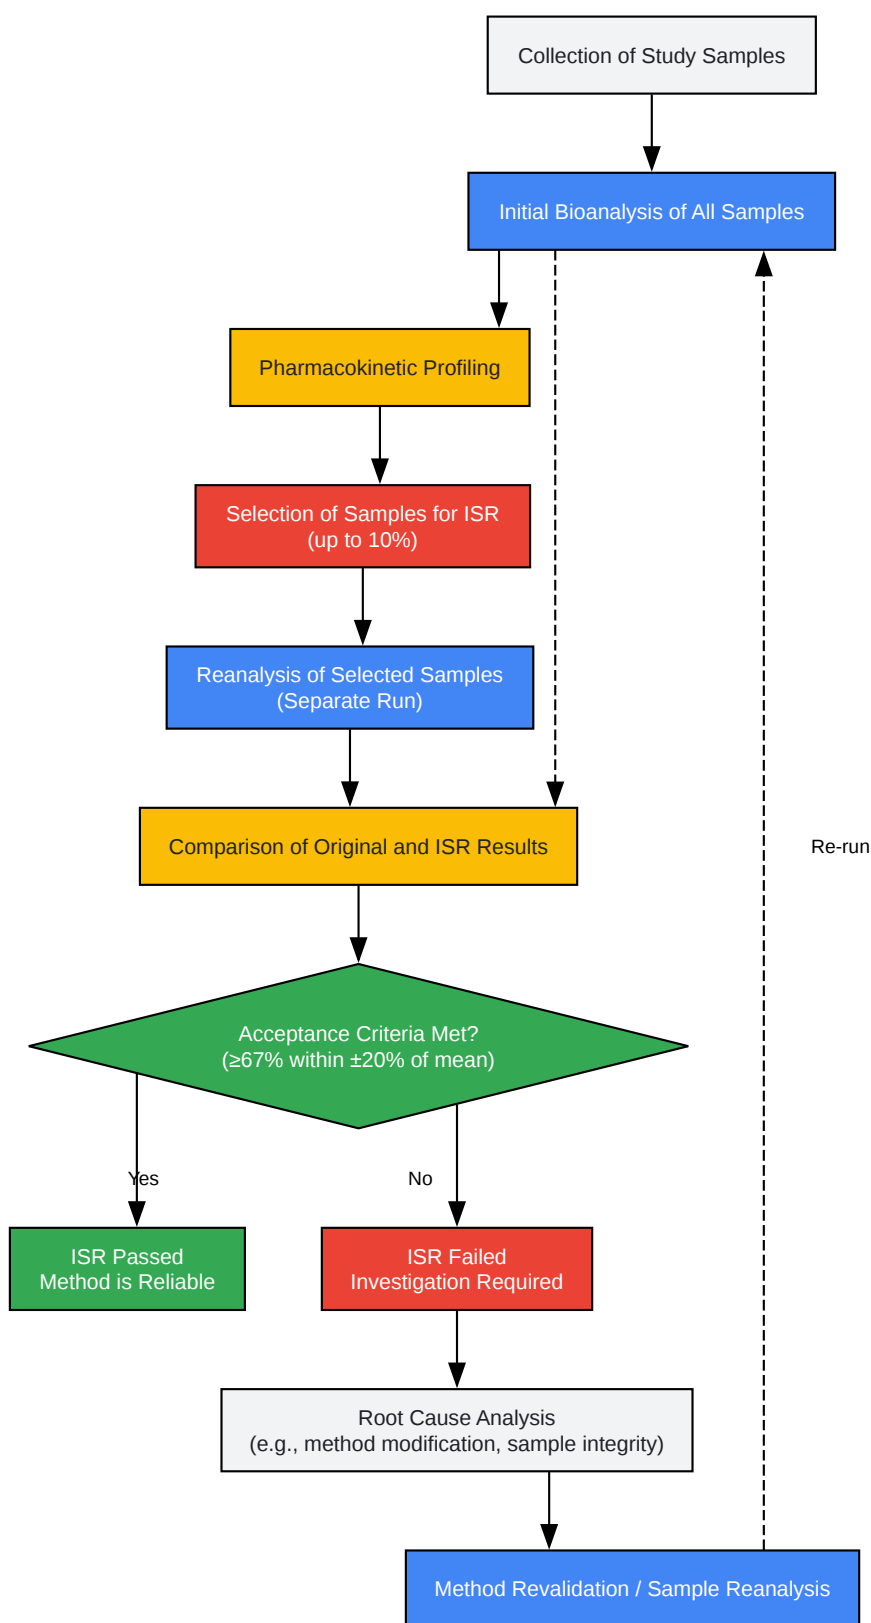 Collection of Study Samples
Initial Bioanalysis of All Samples
Pharmacokinetic Profiling
Selection of Samples for ISR
(up to 10%)
Reanalysis of Selected Samples
(Separate Run)
Comparison of Original and ISR Results
Re-run
Acceptance Criteria Met?
(≥67% within ±20% of mean)
Yes
No
ISR Passed
Method is Reliable
ISR Failed
Investigation Required
Root Cause Analysis
(e.g., method modification, sample integrity)
Method Revalidation / Sample Reanalysis